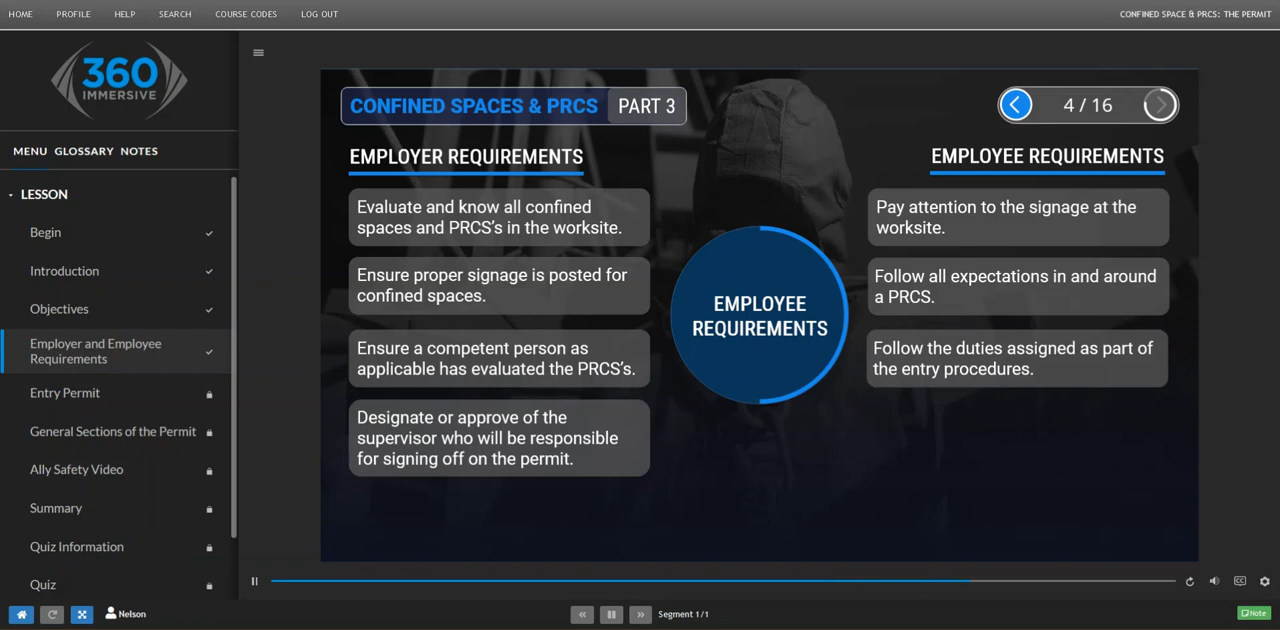 HOME PROFILE HELP SEARCH COURSE CODES LOG OUT CONFINED SPACE & PRCS: THE PERMIT
360
IMMERSIVE
MENU GLOSSARY NOTES
LESSON
Begin
Introduction
Objectives
Employer and Employee
Requirements
Entry Permit
General Sections of the Permit
Ally Safety Video
Summary
Quiz Information
Quiz
CONFINED SPACES & PRCS PART 3
4 / 16
EMPLOYER REQUIREMENTS
Evaluate and know all confined
spaces and PRCS's in the worksite.
Ensure proper signage is posted for
confined spaces.
Ensure a competent person as
applicable has evaluated the PRCS's.
Designate or approve of the
supervisor who will be responsible
for signing off on the permit.
EMPLOYEE
REQUIREMENTS
EMPLOYEE REQUIREMENTS
Pay attention to the signage at the
worksite.
Follow all expectations in and around
a PRCS.
Follow the duties assigned as part of
the entry procedures.
CC
Nelson
Segment 1/1
Note